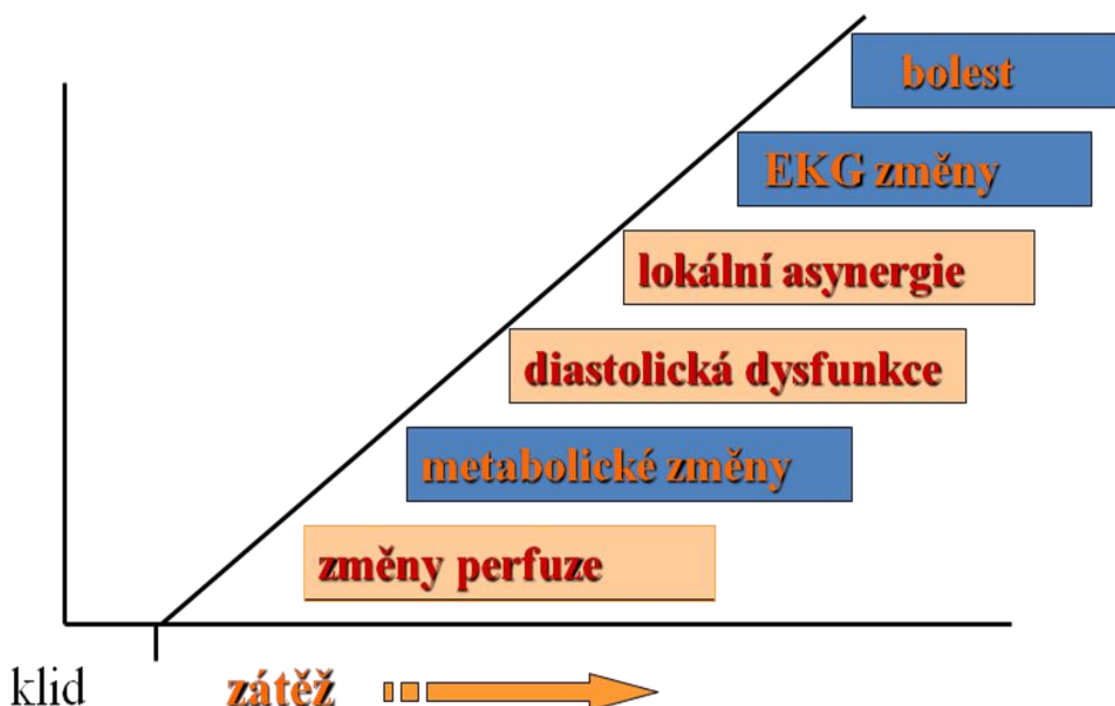 bolest
EKG změny
lokální asynergie
diastolická dysfunkce
metabolické změny
změny perfuze
klid zátěž